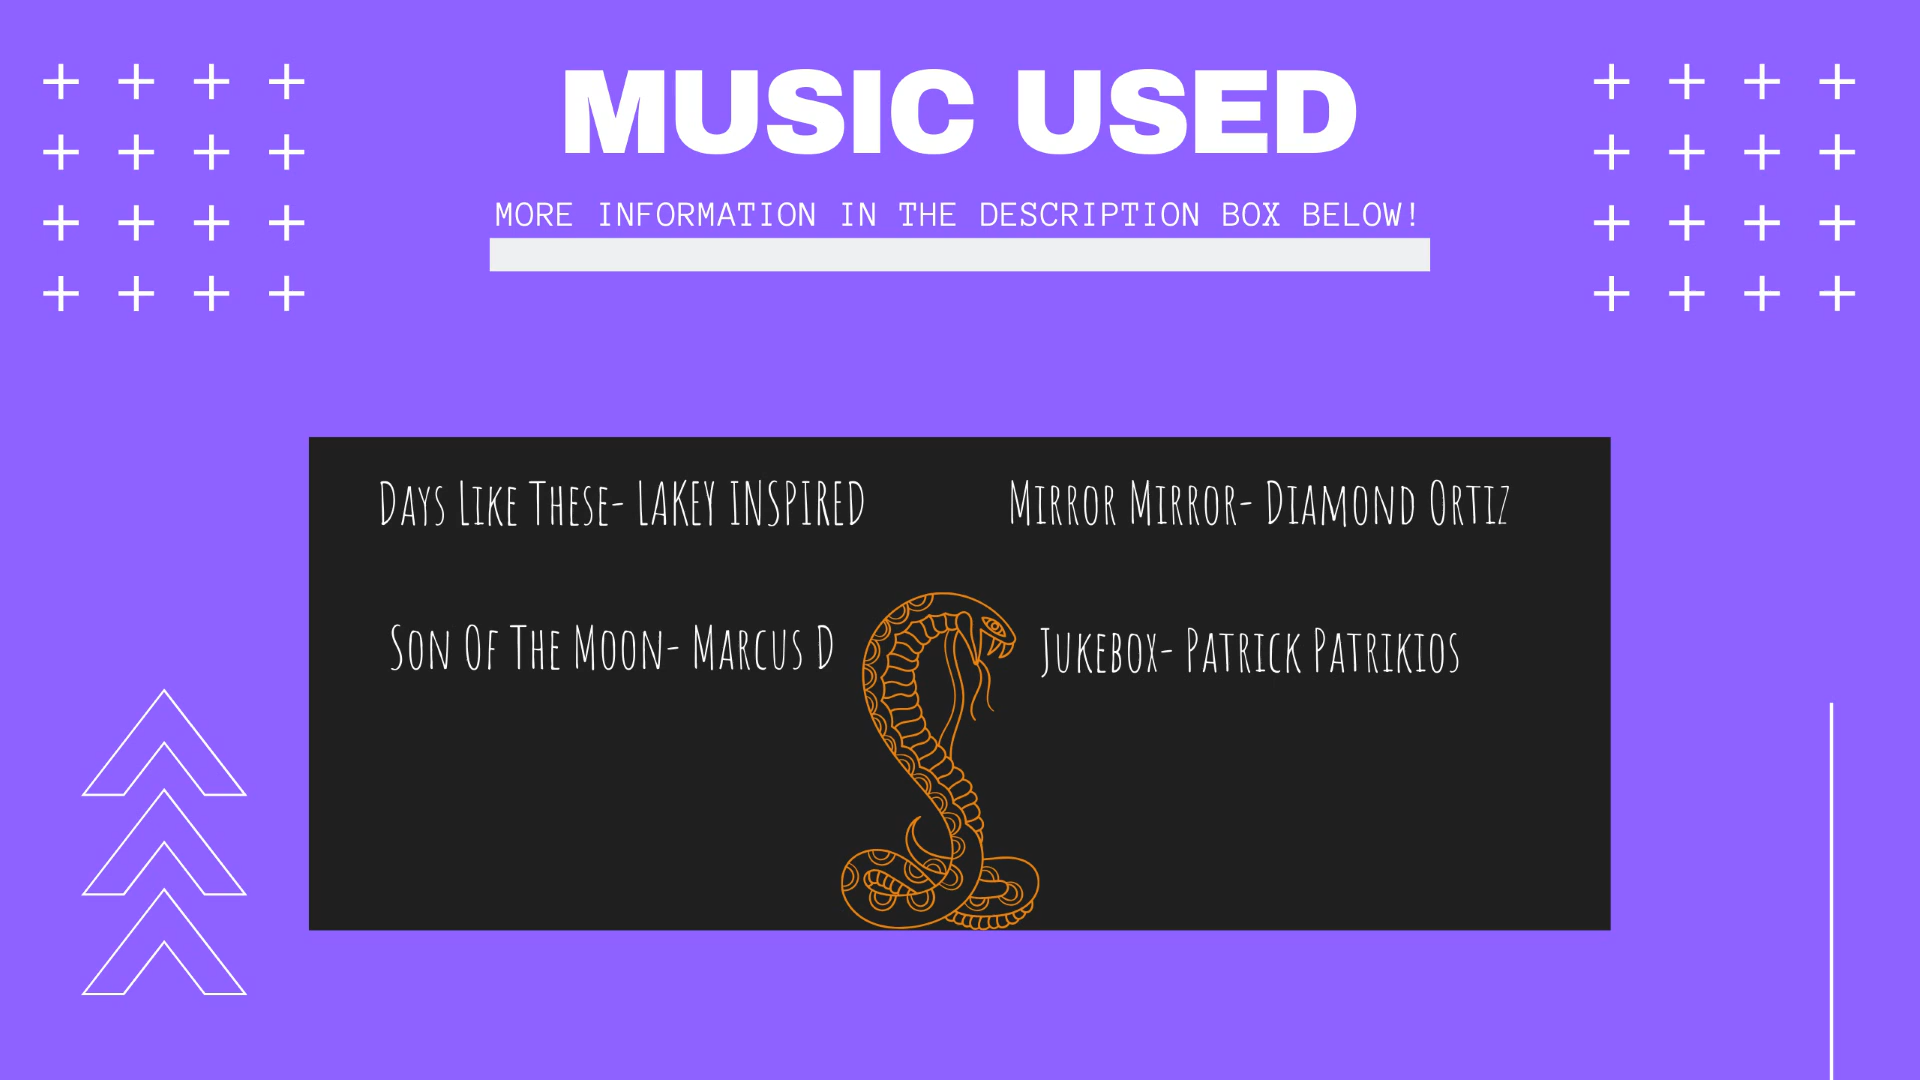 MUSIC USED
MORE INFORMATION IN THE DESCRIPTION BOX BELOW!
Days Like These- LAKEY INSPIRED
Mirror Mirror- Diamond Ortiz
Son Of The Moon- Marcus D
Jukebox- Patrick Patrikios